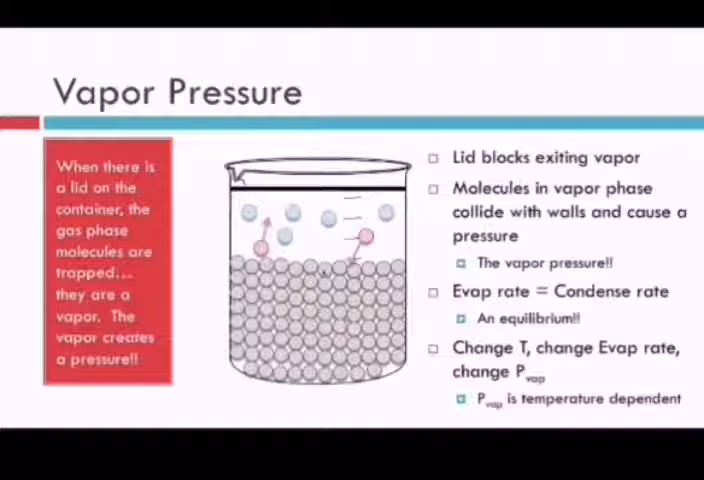 Vapor Pressure
When there is
a lid on the
container, the
gas phase
molecules are
trapped...
they are a
vapor. The
vapor creates
a pressure!!
Lid blocks exiting vapor
Molecules in vapor phase
collide with walls and cause a
pressure
The vapor pressure!!
Evap rate = Condense rate
An equilibrium!!
Change T, change Evap rate,
change Pvap
Pvap is temperature dependent